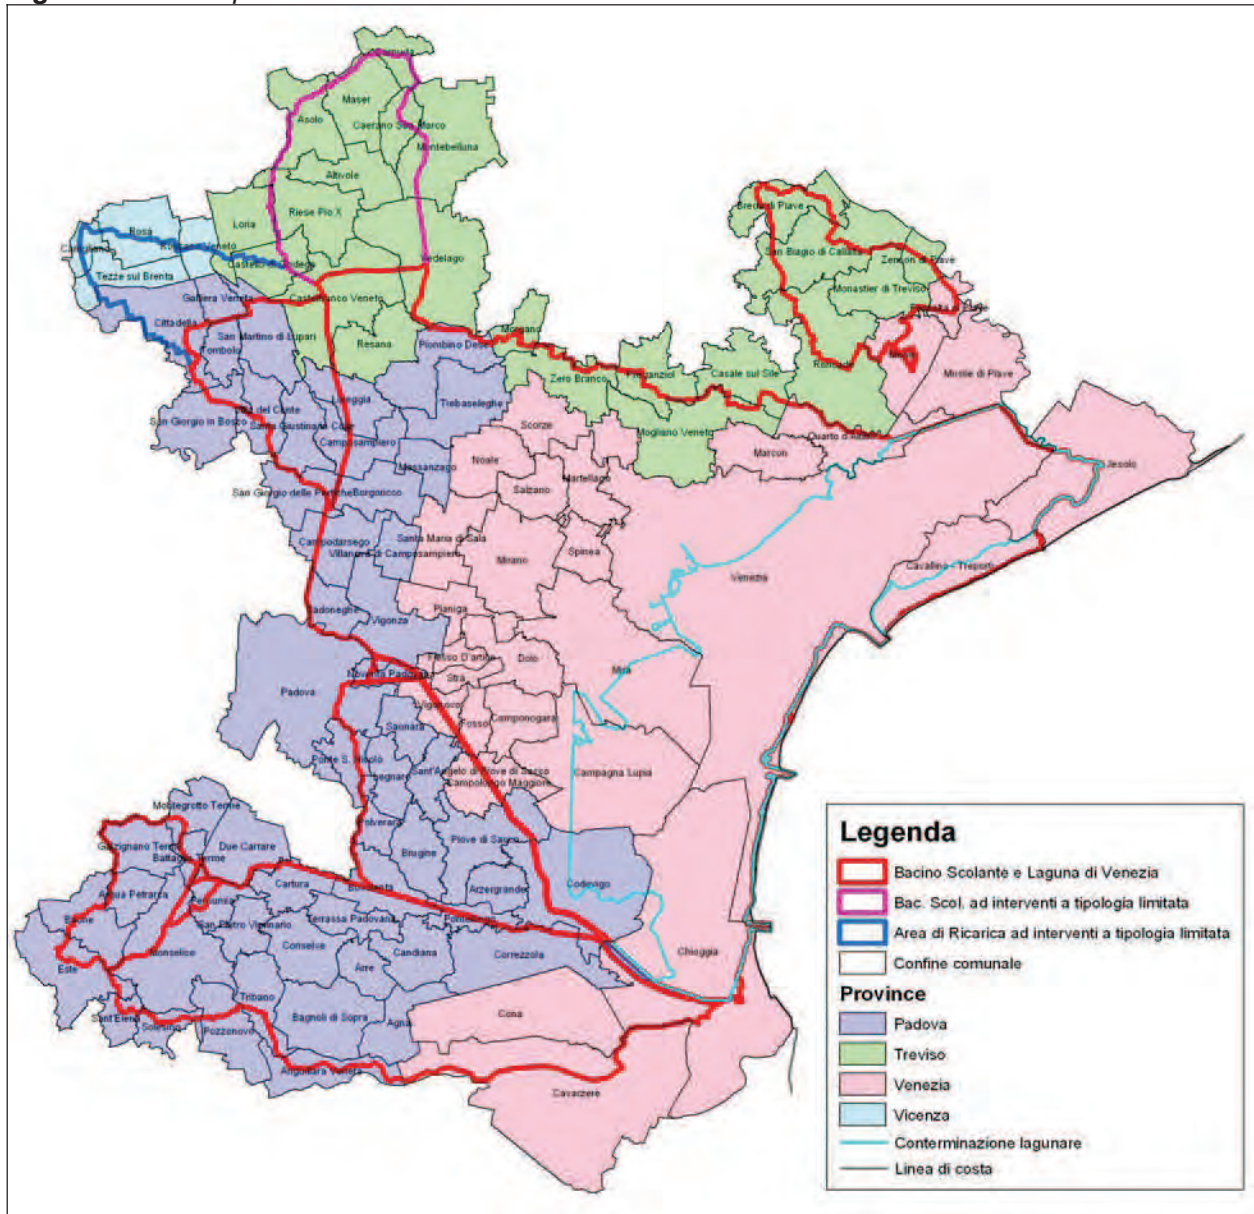 Maser
Asolo
Caerano San Marco
Montebelluna
Altivole
Riese Pio X
Loria
Rosà
Tezze sul Brenta
Vedelago
Castelfranco Veneto
Galliera Veneta
Cittadella
San Martino di Lupari
Tombolo
Resana
Piombino Dese
Morgano
Breda di Piave
San Biagio di Callalta
Zenson di Piave
Monastier di Treviso
Meolo
Roncade
Musile di Piave
Zero Branco
Preganziol
Casale sul Sile
Mogliano Veneto
Quarto d'Altino
Marcon
Jesolo
Trebaseleghe
Loreggia
San Giorgio in Bosco
Santa Giustina in Colle
Camposampiero
Massanzago
Scorze
Noale
Salzano
Martellago
San Giorgio delle Pertiche
Borgoricco
Campodarsego
Villanova di Camposampiero
Santa Maria di Sala
Mirano
Spinea
Venezia
Cavallino - Treporti
Cadoneghe
Vigonza
Pianiga
Padova
Noventa Padovana
Fiesso D'artico
Stra
Dolo
Mira
Vigonovo
Fosso
Camponogara
Saonara
Ponte S. Nicolò
Legnaro
Sant'Angelo di Piove di Sacco
Campolongo Maggiore
Campagna Lupia
Polverara
Brugine
Piove di Sacco
Arzergrande
Codevigo
Montegrotto Terme
Galzignano Terme
Battaglia Terme
Due Carrare
Arquà Petrarca
Baone
Este
Monselice
Pernumia
San Pietro Viminario
Cartura
Bovolenta
Terrassa Padovana
Pontelongo
Conselve
Arre
Candiana
Correzzola
Chioggia
Tribano
Bagnoli di Sopra
Agna
Cona
Sant'Elena
Solesino
Pozzonovo
Anguillara Veneta
Cavarzere
Legenda
Bacino Scolante e Laguna di Venezia
Bac. Scol. ad interventi a tipologia limitata
Area di Ricarica ad interventi a tipologia limitata
Confine comunale
Province
Padova
Treviso
Venezia
Vicenza
Conterminazione lagunare
Linea di costa